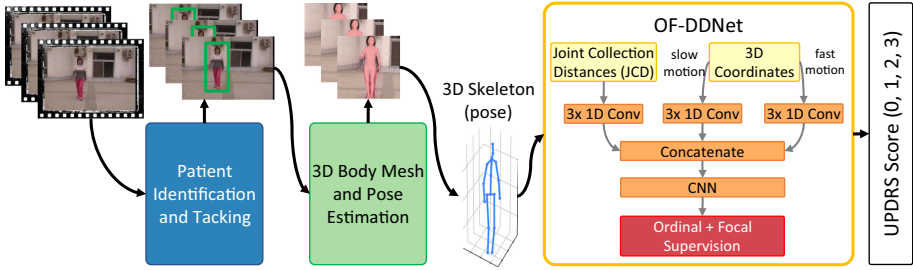 Patient
Identification
and Tacking
3D Body Mesh
and Pose
Estimation
3D Skeleton
(pose)
OF-DDNet
Joint Collection
Distances (JCD)
slow
motion
3D
Coordinates
fast
motion
3x 1D Conv
3x 1D Conv
3x 1D Conv
Concatenate
CNN
Ordinal + Focal
Supervision
UPDRS Score (0, 1, 2, 3)